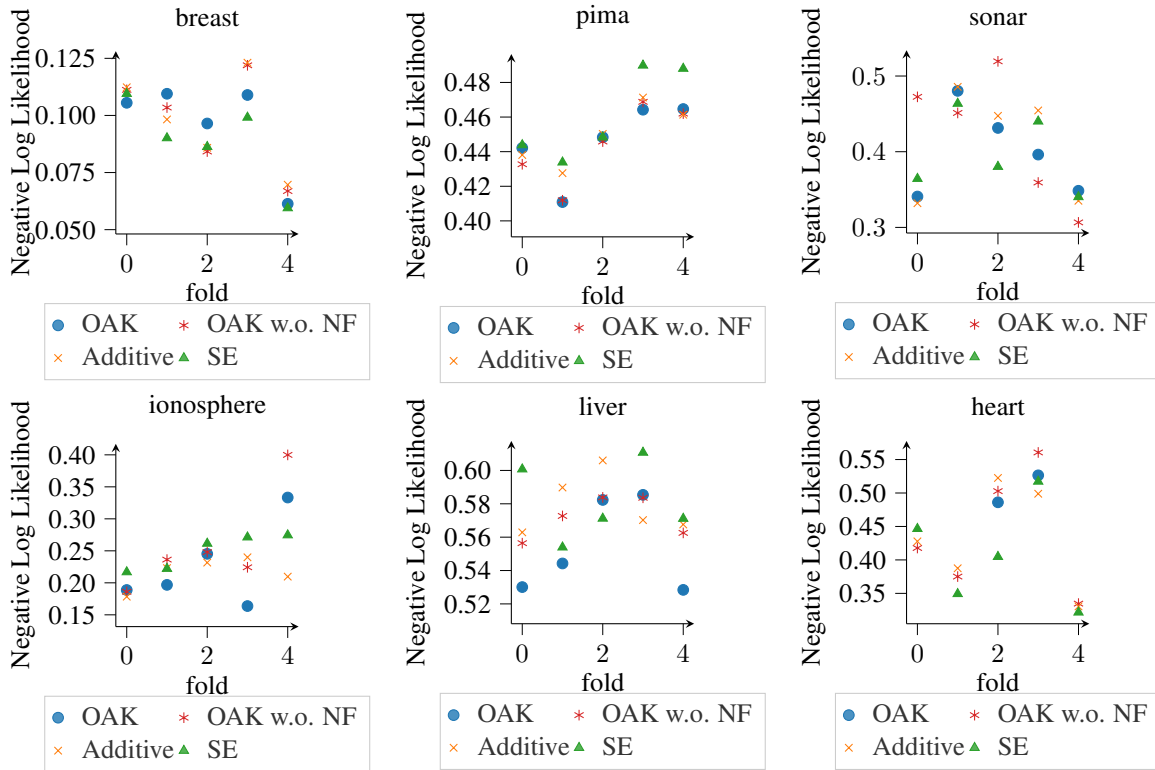 breast
Negative Log Likelihood
0.125
0.100
0.075
0.050
0 2 4
fold
OAK OAK w.o. NF
Additive SE
pima
Negative Log Likelihood
0.48
0.46
0.44
0.42
0.40
0 2 4
fold
OAK OAK w.o. NF
Additive SE
sonar
Negative Log Likelihood
0.5
0.4
0.3
0 2 4
fold
OAK OAK w.o. NF
Additive SE
ionosphere
Negative Log Likelihood
0.40
0.35
0.30
0.25
0.20
0.15
0 2 4
fold
OAK OAK w.o. NF
Additive SE
liver
Negative Log Likelihood
0.60
0.58
0.56
0.54
0.52
0 2 4
fold
OAK OAK w.o. NF
Additive SE
heart
Negative Log Likelihood
0.55
0.50
0.45
0.40
0.35
0 2 4
fold
OAK OAK w.o. NF
Additive SE